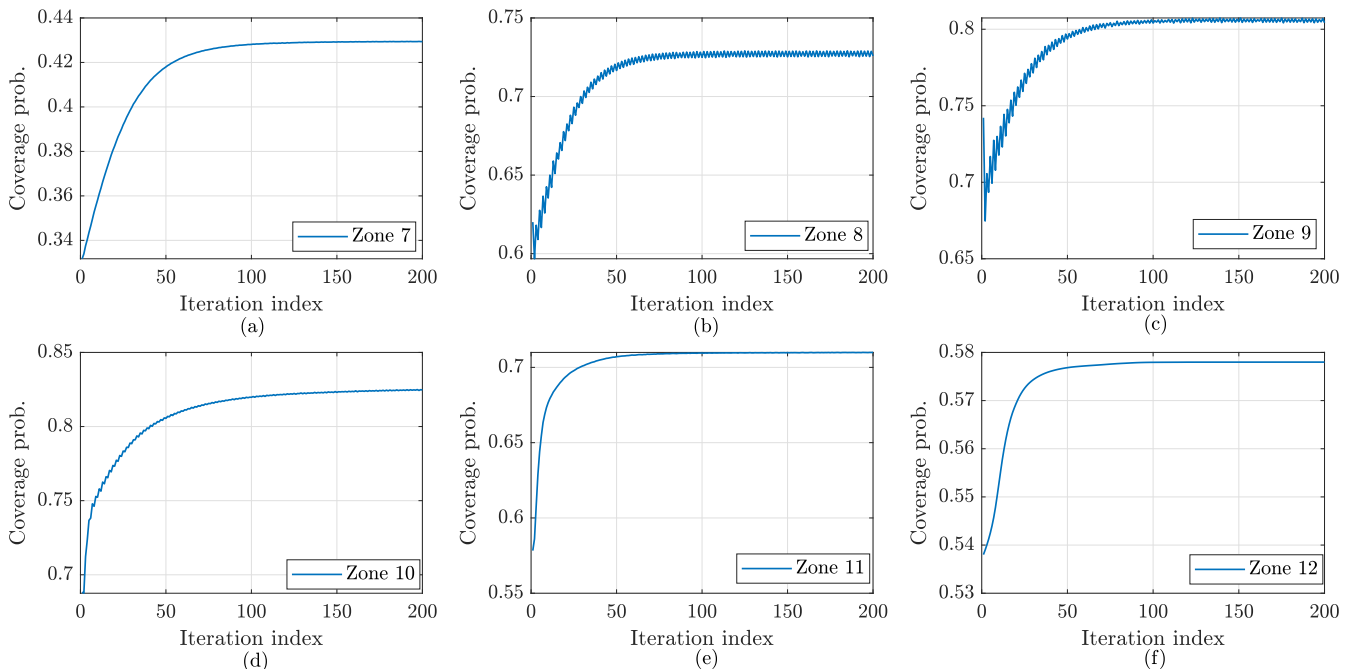 0.44
0.42
0.4
0.38
0.36
0.34
Coverage prob.
Zone 7
0 50 100 150 200
Iteration index
(a)
0.75
0.7
0.65
0.6
Coverage prob.
Zone 8
0 50 100 150 200
Iteration index
(b)
0.8
0.75
0.7
0.65
Coverage prob.
Zone 9
0 50 100 150 200
Iteration index
(c)
0.85
0.8
0.75
0.7
Coverage prob.
Zone 10
0 50 100 150 200
Iteration index
(d)
0.7
0.65
0.6
0.55
Coverage prob.
Zone 11
0 50 100 150 200
Iteration index
(e)
0.58
0.57
0.56
0.55
0.54
0.53
Coverage prob.
Zone 12
0 50 100 150 200
Iteration index
(f)